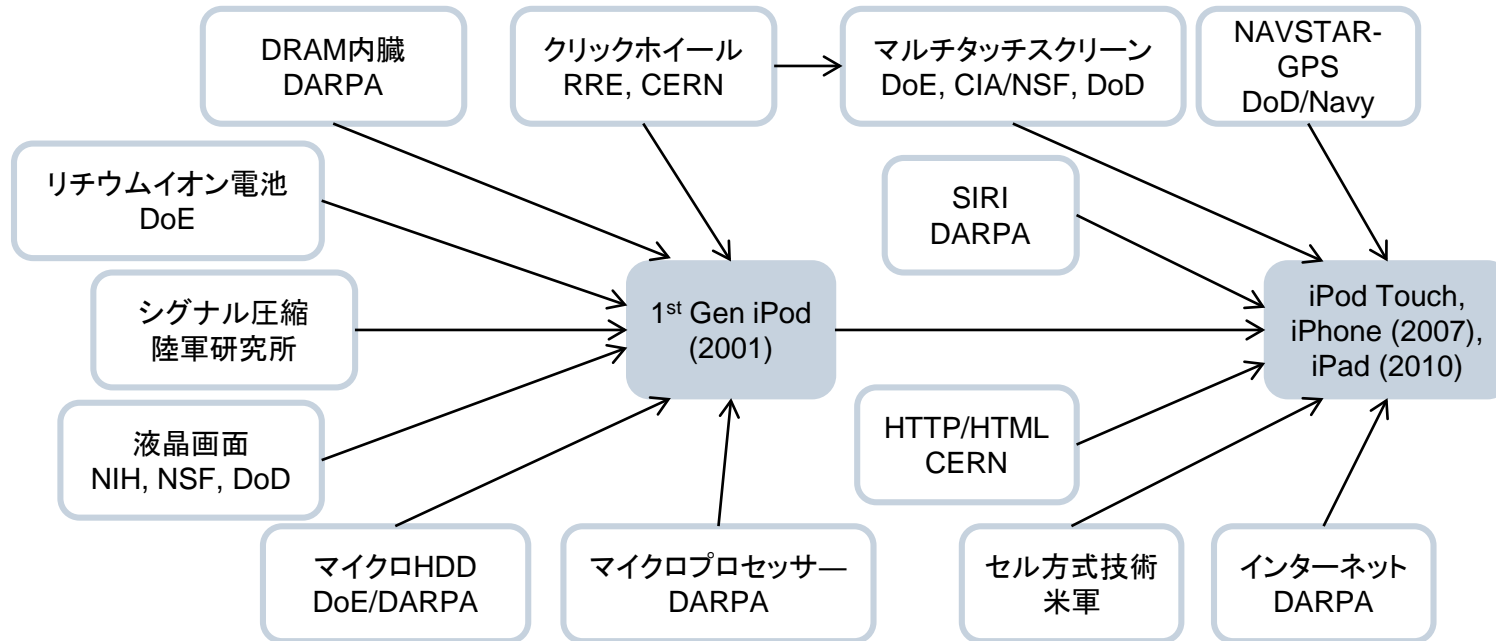 DRAM内臓
DARPA
クリックホイール
RRE, CERN
マルチタッチスクリーン
DoE, CIA/NSF, DoD
NAVSTAR-
GPS
DoD/Navy
リチウムイオン電池
DoE
SIRI
DARPA
シグナル圧縮
陸軍研究所
1st Gen iPod
(2001)
iPod Touch,
iPhone (2007),
iPad (2010)
液晶画面
NIH, NSF, DoD
HTTP/HTML
CERN
マイクロHDD
DoE/DARPA
マイクロプロセッサ―
DARPA
セル方式技術
米軍
インターネット
DARPA